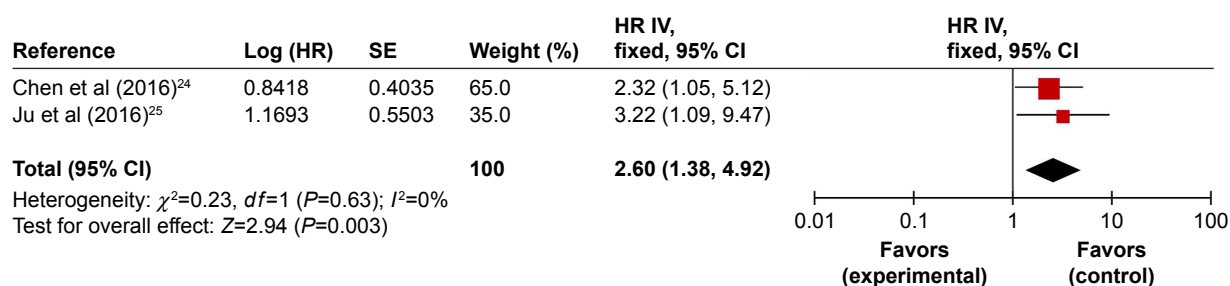 HR IV, HR IV,
Reference Log (HR) SE Weight (%) fixed, 95% CI fixed, 95% CI
Chen et al (2016)²⁴ 0.8418 0.4035 65.0 2.32 (1.05, 5.12)
Ju et al (2016)²⁵ 1.1693 0.5503 35.0 3.22 (1.09, 9.47)
Total (95% CI) 100 2.60 (1.38, 4.92)
Heterogeneity: χ²=0.23, df=1 (P=0.63); I²=0%
Test for overall effect: Z=2.94 (P=0.003)
0.01 0.1 1 10 100
Favors Favors
(experimental) (control)